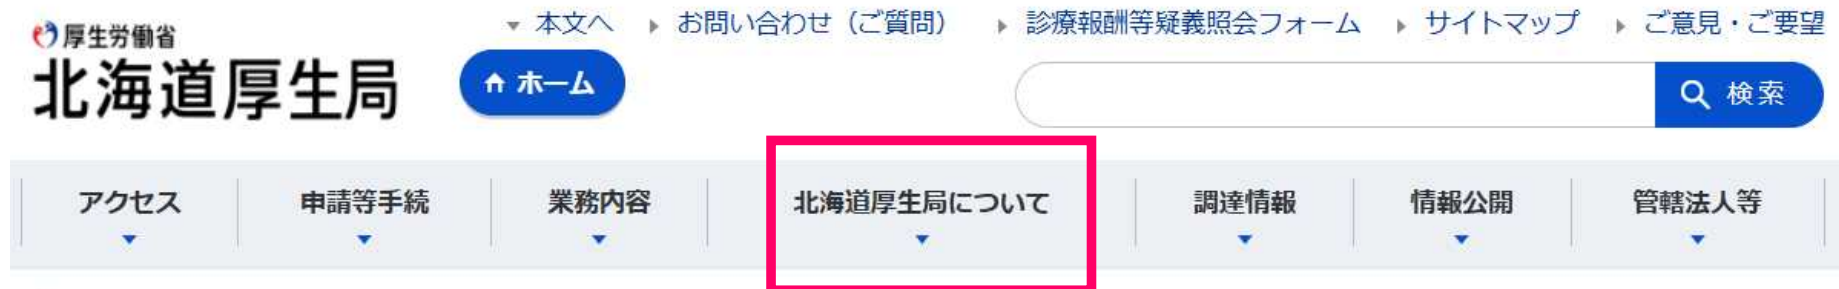 本文へ お問い合わせ（ご質問） 診療報酬等疑義照会フォーム サイトマップ ご意見・ご要望
厚生労働省
北海道厚生局
ホーム
検索
アクセス 申請等手続 業務内容 北海道厚生局について 調達情報 情報公開 管轄法人等